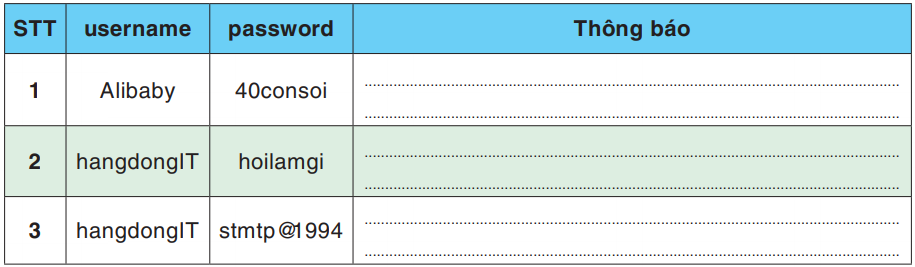 STT username password Thông báo
1 Alibaby 40consoi ....................................................................................................
....................................................................................................
2 hangdongIT hoilamgi ....................................................................................................
....................................................................................................
3 hangdongIT stmtp@1994 ....................................................................................................
....................................................................................................